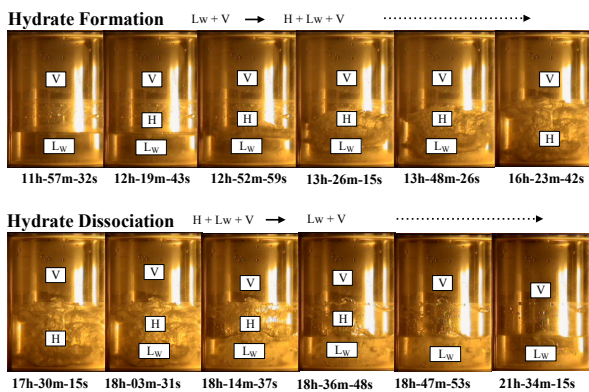 Hydrate Formation Lw + V H + Lw + V
V V V V V V
H H H H H
LW LW LW LW LW
11h-57m-32s 12h-19m-43s 12h-52m-59s 13h-26m-15s 13h-48m-26s 16h-23m-42s
Hydrate Dissociation H + Lw + V Lw + V
V V V V V V
H H H H
LW LW LW LW LW
17h-30m-15s 18h-03m-31s 18h-14m-37s 18h-36m-48s 18h-47m-53s 21h-34m-15s